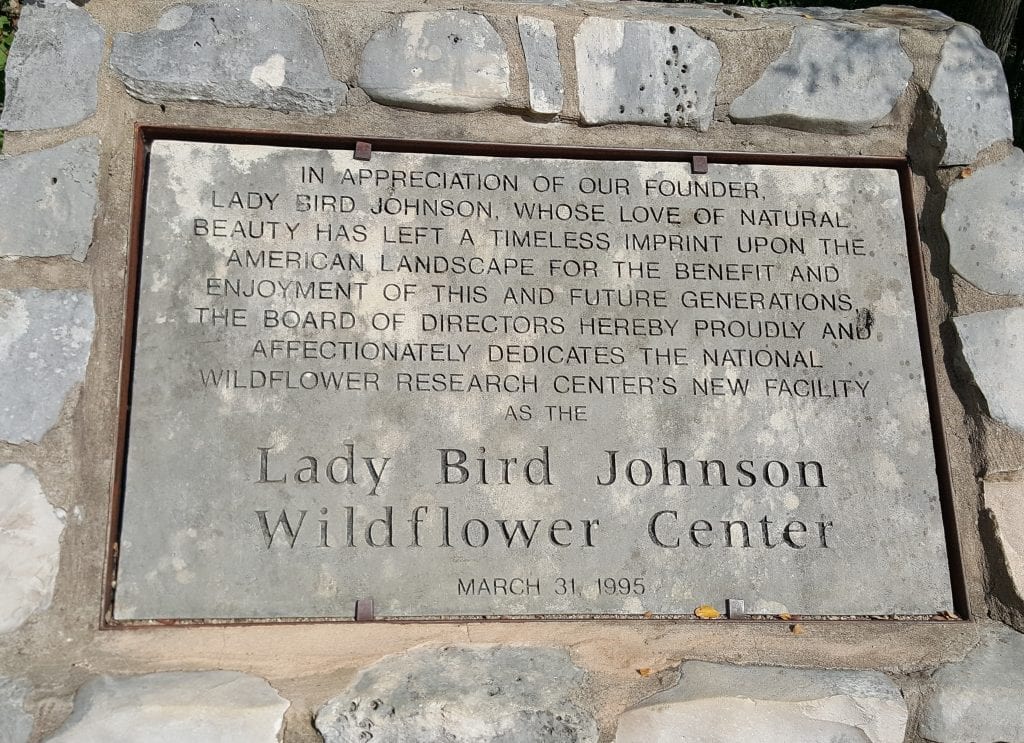 IN APPRECIATION OF OUR FOUNDER,
LADY BIRD JOHNSON, WHOSE LOVE OF NATURAL
BEAUTY HAS LEFT A TIMELESS IMPRINT UPON THE
AMERICAN LANDSCAPE FOR THE BENEFIT AND
ENJOYMENT OF THIS AND FUTURE GENERATIONS,
THE BOARD OF DIRECTORS HEREBY PROUDLY AND
AFFECTIONATELY DEDICATES THE NATIONAL
WILDFLOWER RESEARCH CENTER'S NEW FACILITY
AS THE
Lady Bird Johnson
Wildflower Center
MARCH 31, 1995